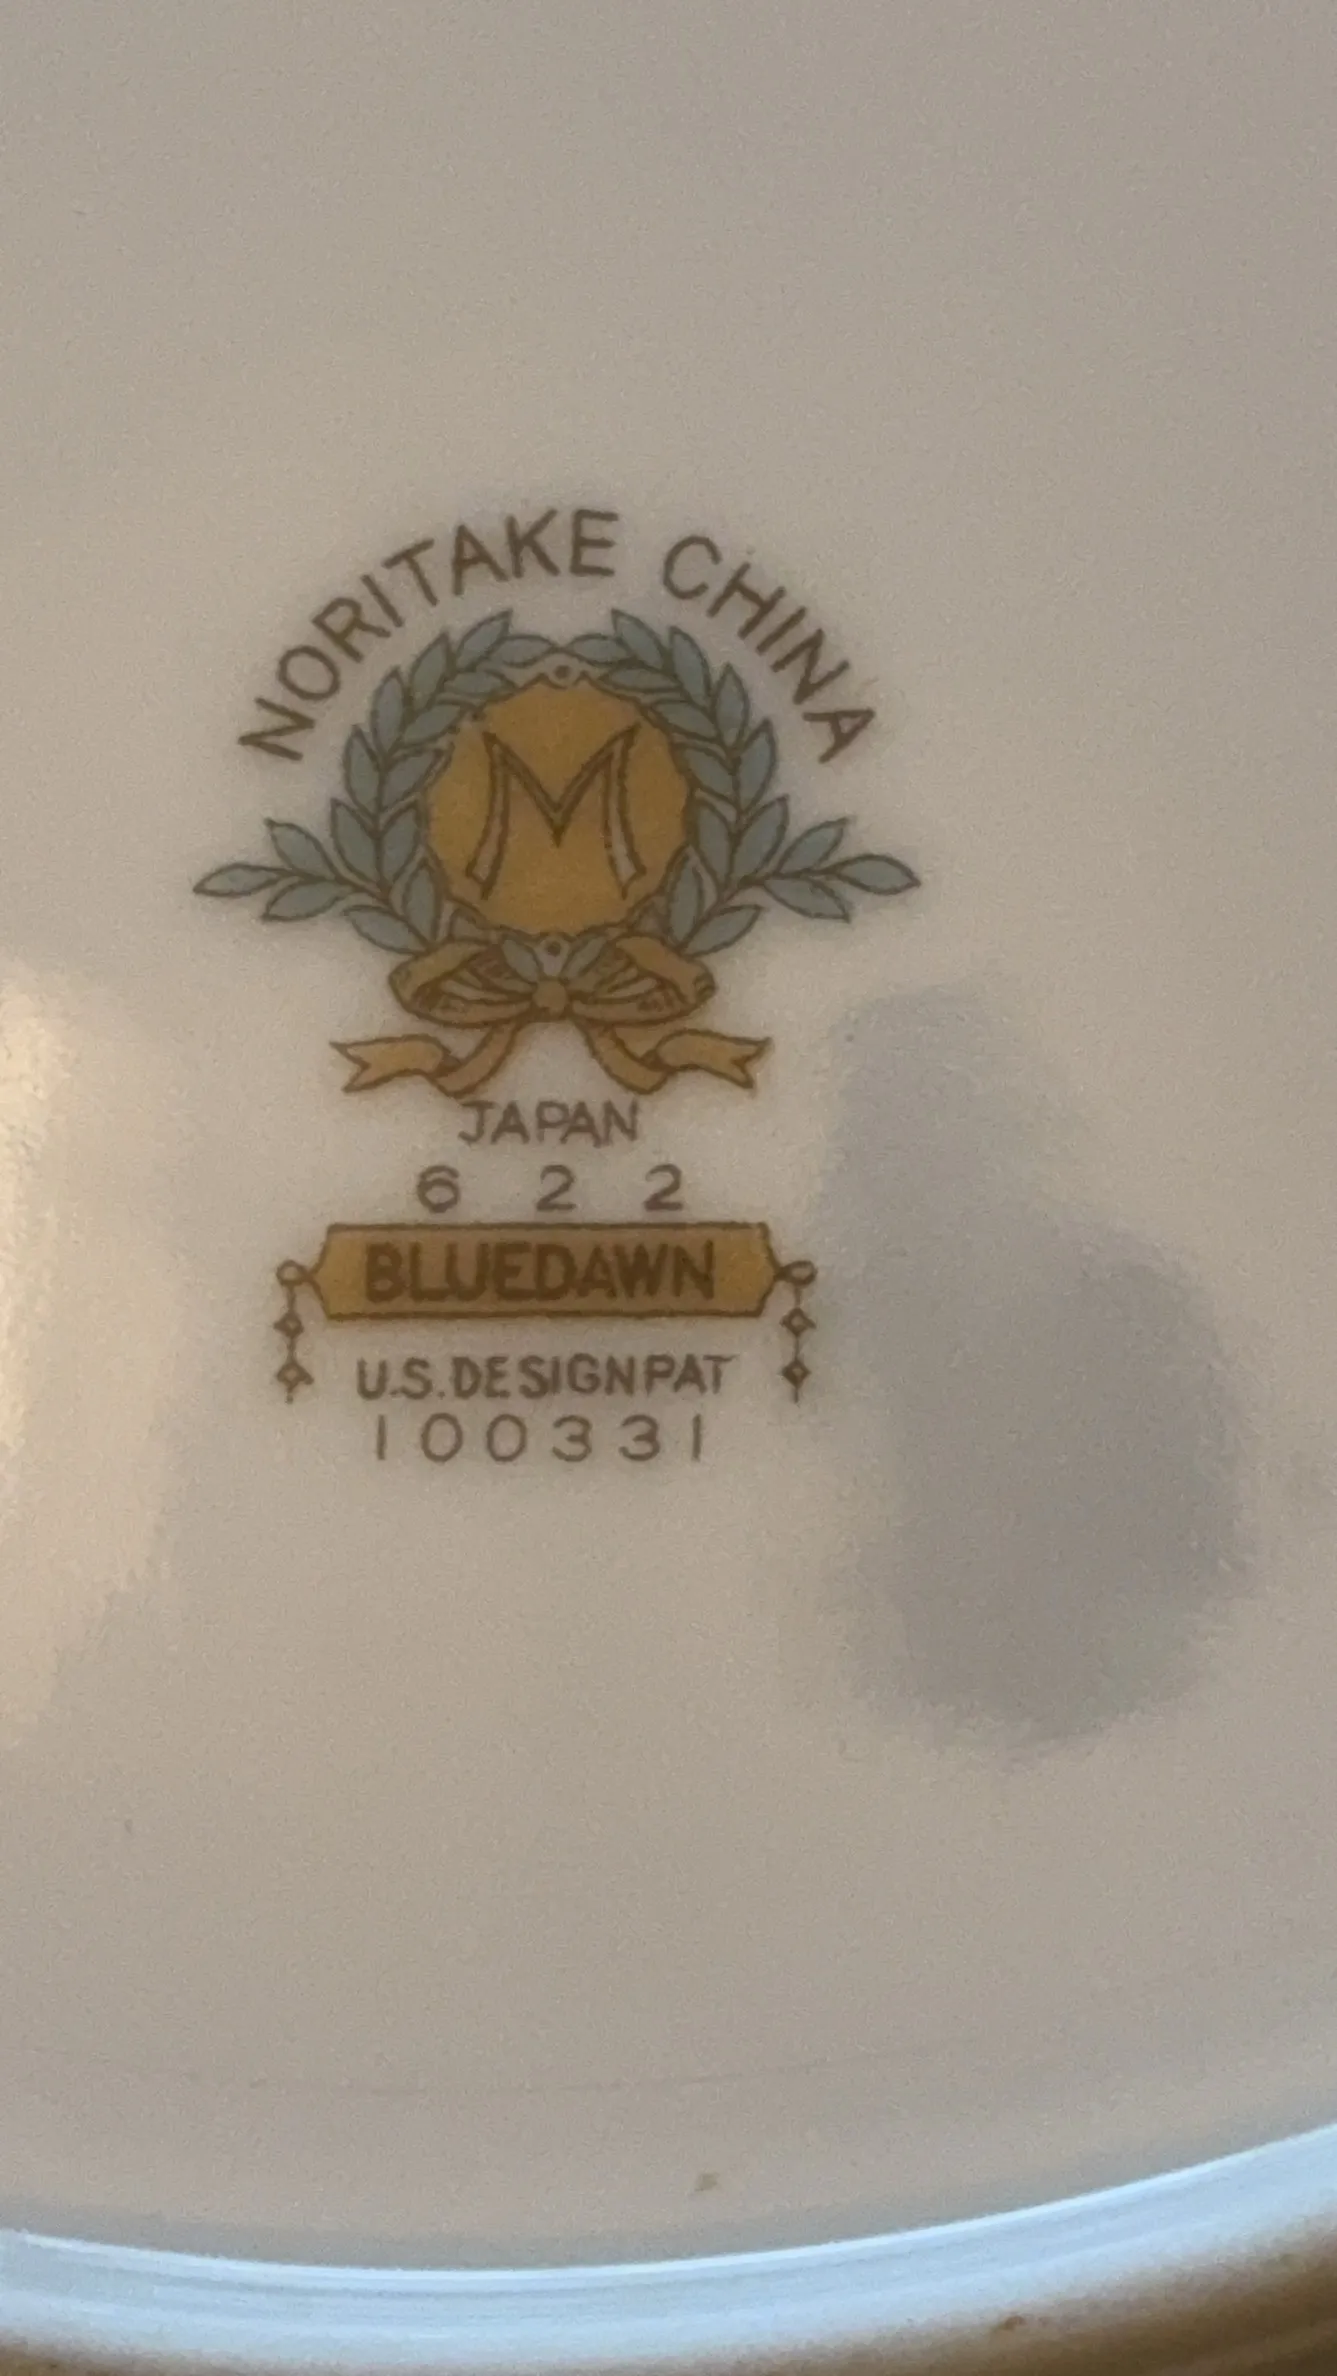 NORITAKE CHINA
M
JAPAN
6 2 2
BLUEDAWN
U.S.DESIGN PAT
100331